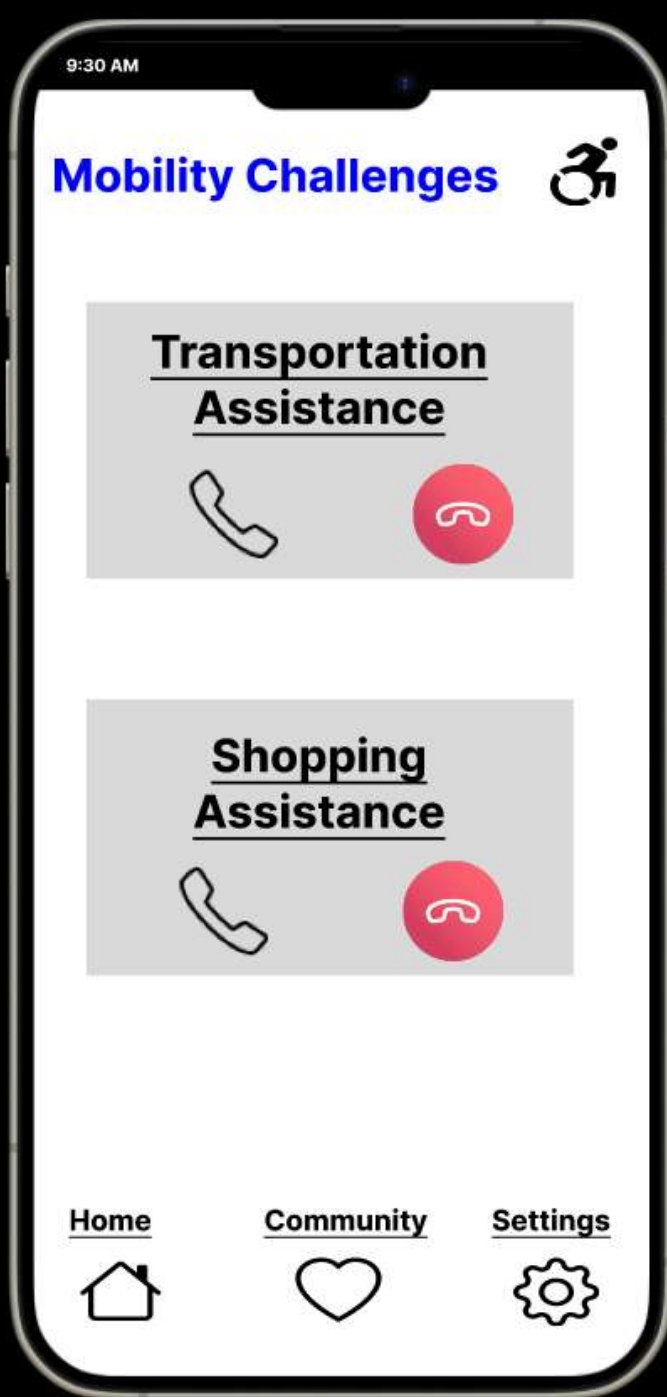 9:30 AM
Mobility Challenges
Transportation
Assistance
Shopping
Assistance
Home Community Settings